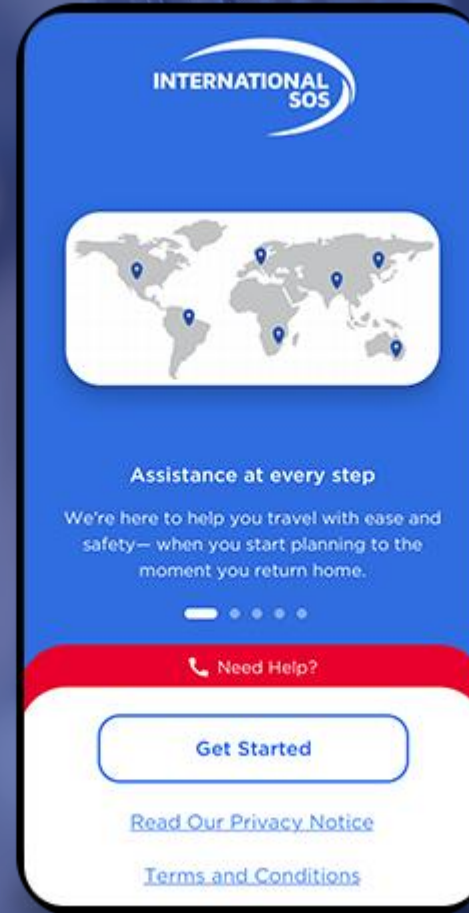 INTERNATIONAL
SOS
Assistance at every step
We're here to help you travel with ease and
safety— when you start planning to the
moment you return home.
Need Help?
Get Started
Read Our Privacy Notice
Terms and Conditions